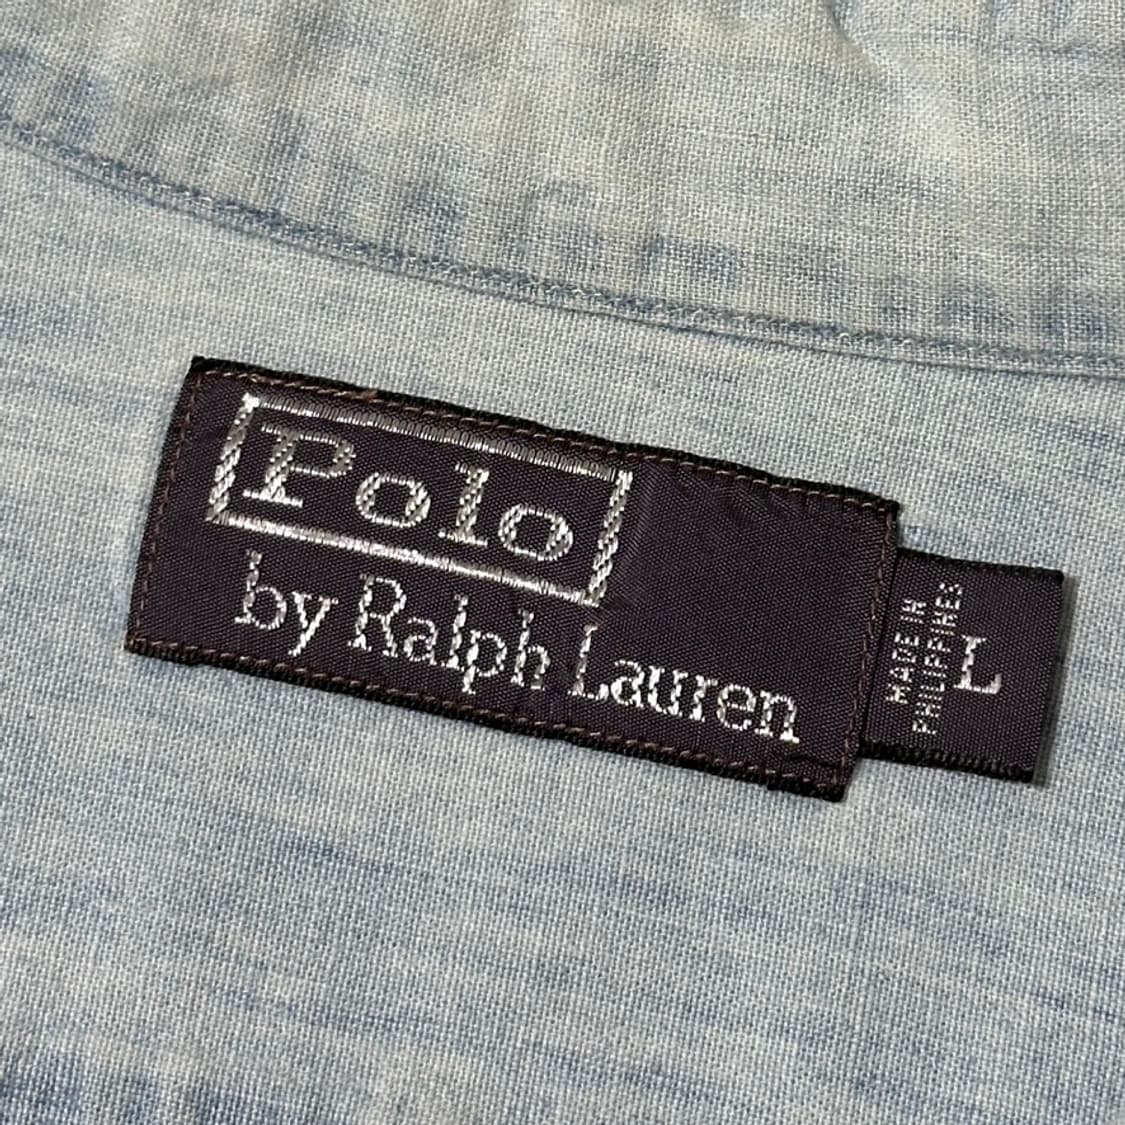 Polo
by Ralph Lauren
MADE IN
PHILIPPINES
L